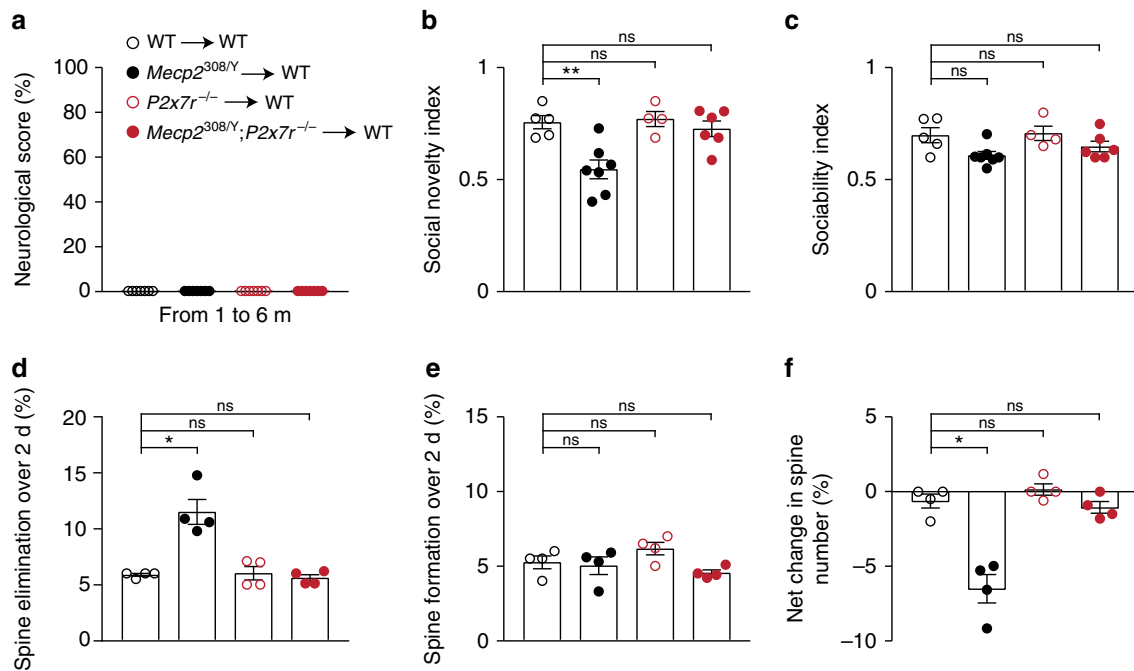 a
Neurological score (%)
100
80
60
40
20
0
WT → WT
Mecp2³⁰⁸/ʸ → WT
P2x7r⁻/⁻ → WT
Mecp2³⁰⁸/ʸ;P2x7r⁻/⁻ → WT
From 1 to 6 m
b
Social novelty index
1
0.5
0
ns
ns
**
c
Sociability index
1
0.5
0
ns
ns
ns
d
Spine elimination over 2 d (%)
20
15
10
5
0
ns
ns
*
e
Spine formation over 2 d (%)
15
10
5
0
ns
ns
ns
f
Net change in spine
number (%)
5
0
−5
−10
ns
ns
*